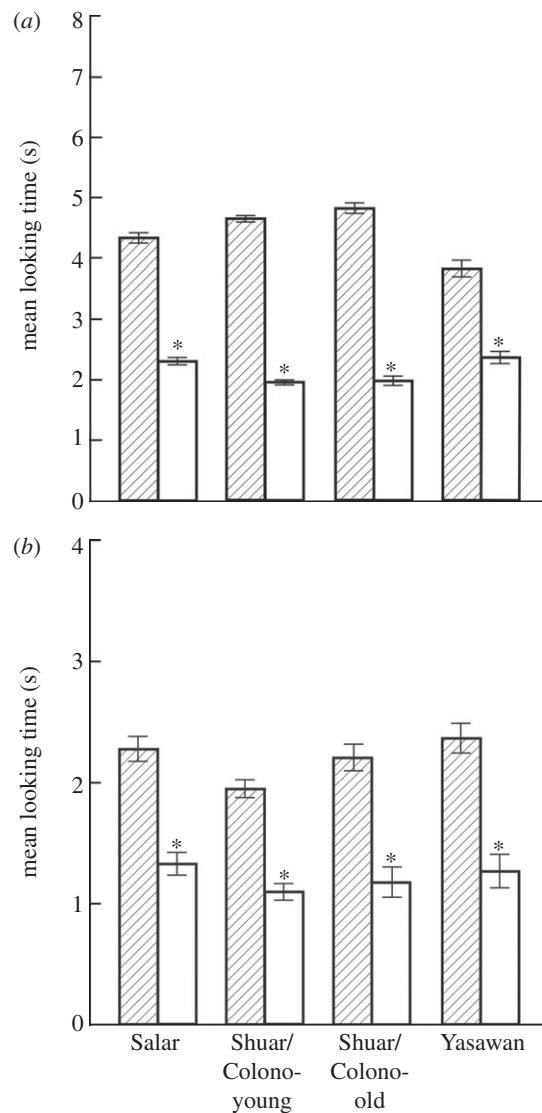 (a)
8
7
6
5
4
3
2
1
0
mean looking time (s)
*
*
*
*
(b)
4
3
2
1
0
mean looking time (s)
*
*
*
*
Salar
Shuar/
Colono-
young
Shuar/
Colono-
old
Yasawan